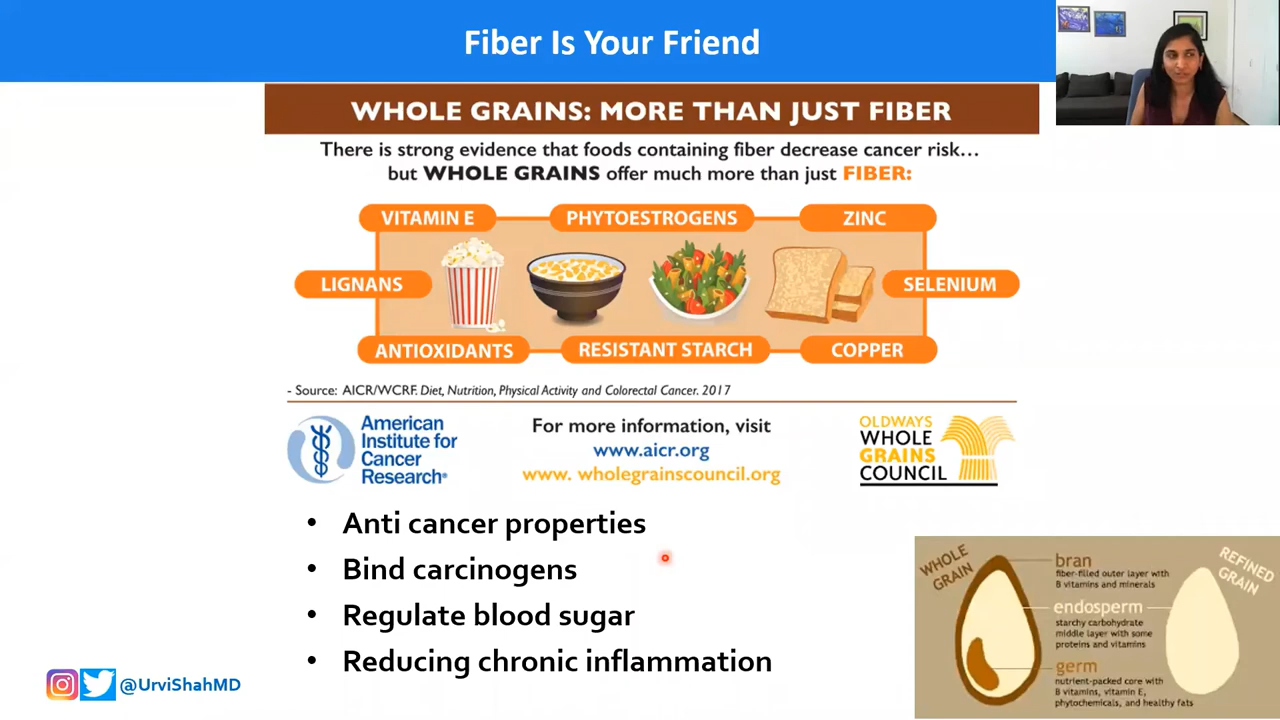 Fiber Is Your Friend
WHOLE GRAINS: MORE THAN JUST FIBER
There is strong evidence that foods containing fiber decrease cancer risk...
but WHOLE GRAINS offer much more than just FIBER:
VITAMIN E
PHYTOESTROGENS
ZINC
LIGNANS
SELENIUM
ANTIOXIDANTS
RESISTANT STARCH
COPPER
- Source: AICR/WCRF. Diet, Nutrition, Physical Activity and Colorectal Cancer. 2017
American
Institute for
Cancer
Research®
For more information, visit
www.aicr.org
www. wholegrainscouncil.org
OLDWAYS
WHOLE
GRAINS
COUNCIL
• Anti cancer properties
• Bind carcinogens
• Regulate blood sugar
• Reducing chronic inflammation
WHOLE
GRAIN
REFINED
GRAIN
bran
fiber-filled outer layer with
B vitamins and minerals
endosperm
starchy carbohydrate
middle layer with some
proteins and vitamins
germ
nutrient-packed core with
B vitamins, vitamin E,
phytochemicals, and healthy fats
@UrviShahMD